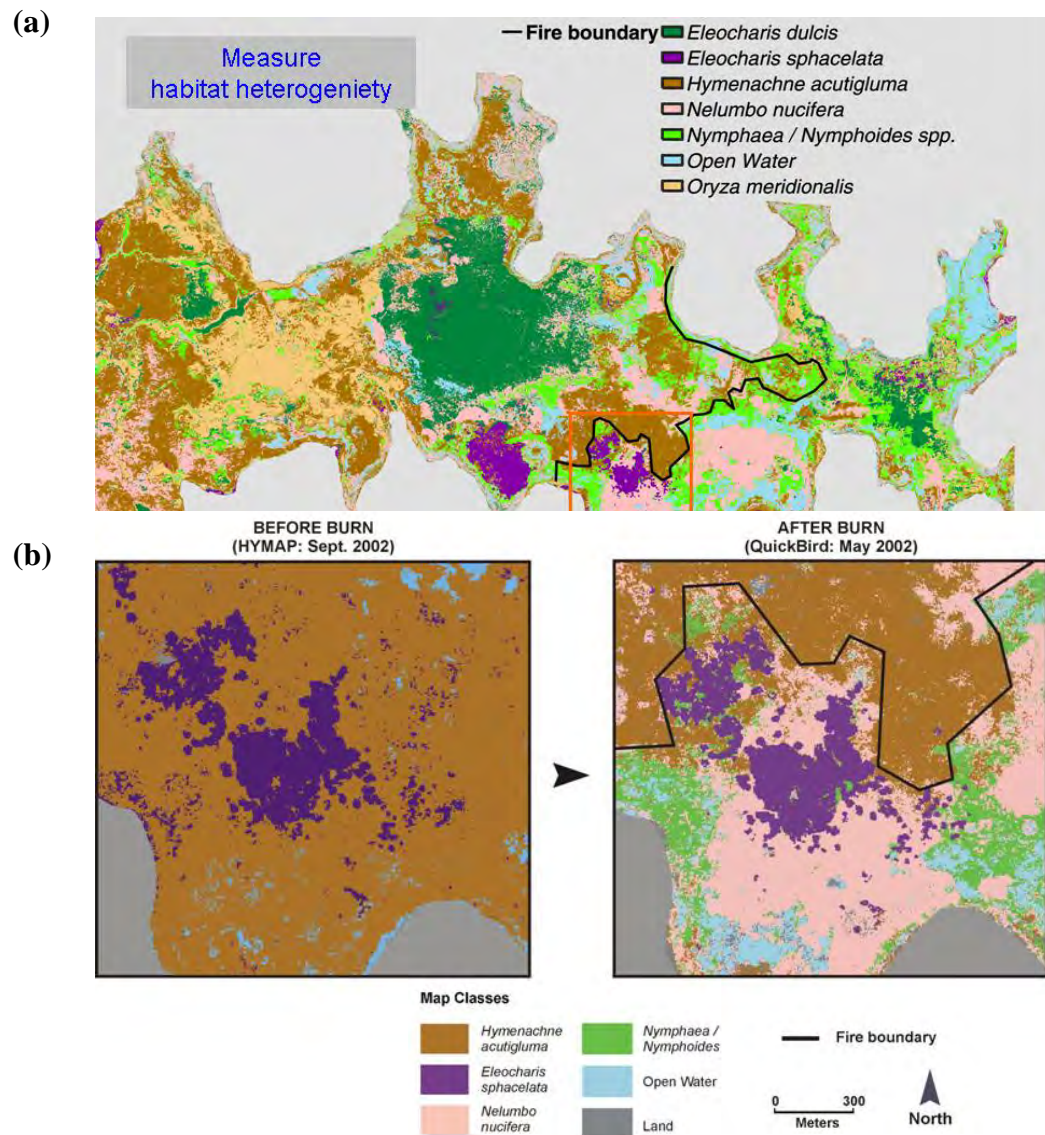 (a)
Measure
habitat heterogeniety
Fire boundary
Eleocharis dulcis
Eleocharis sphacelata
Hymenachne acutigluma
Nelumbo nucifera
Nymphaea / Nymphoides spp.
Open Water
Oryza meridionalis
(b)
BEFORE BURN
(HYMAP: Sept. 2002)
AFTER BURN
(QuickBird: May 2002)
Map Classes
Hymenachne
acutigluma
Eleocharis
sphacelata
Nelumbo
nucifera
Nymphaea /
Nymphoides
Open Water
Land
Fire boundary
0 300
Meters
North